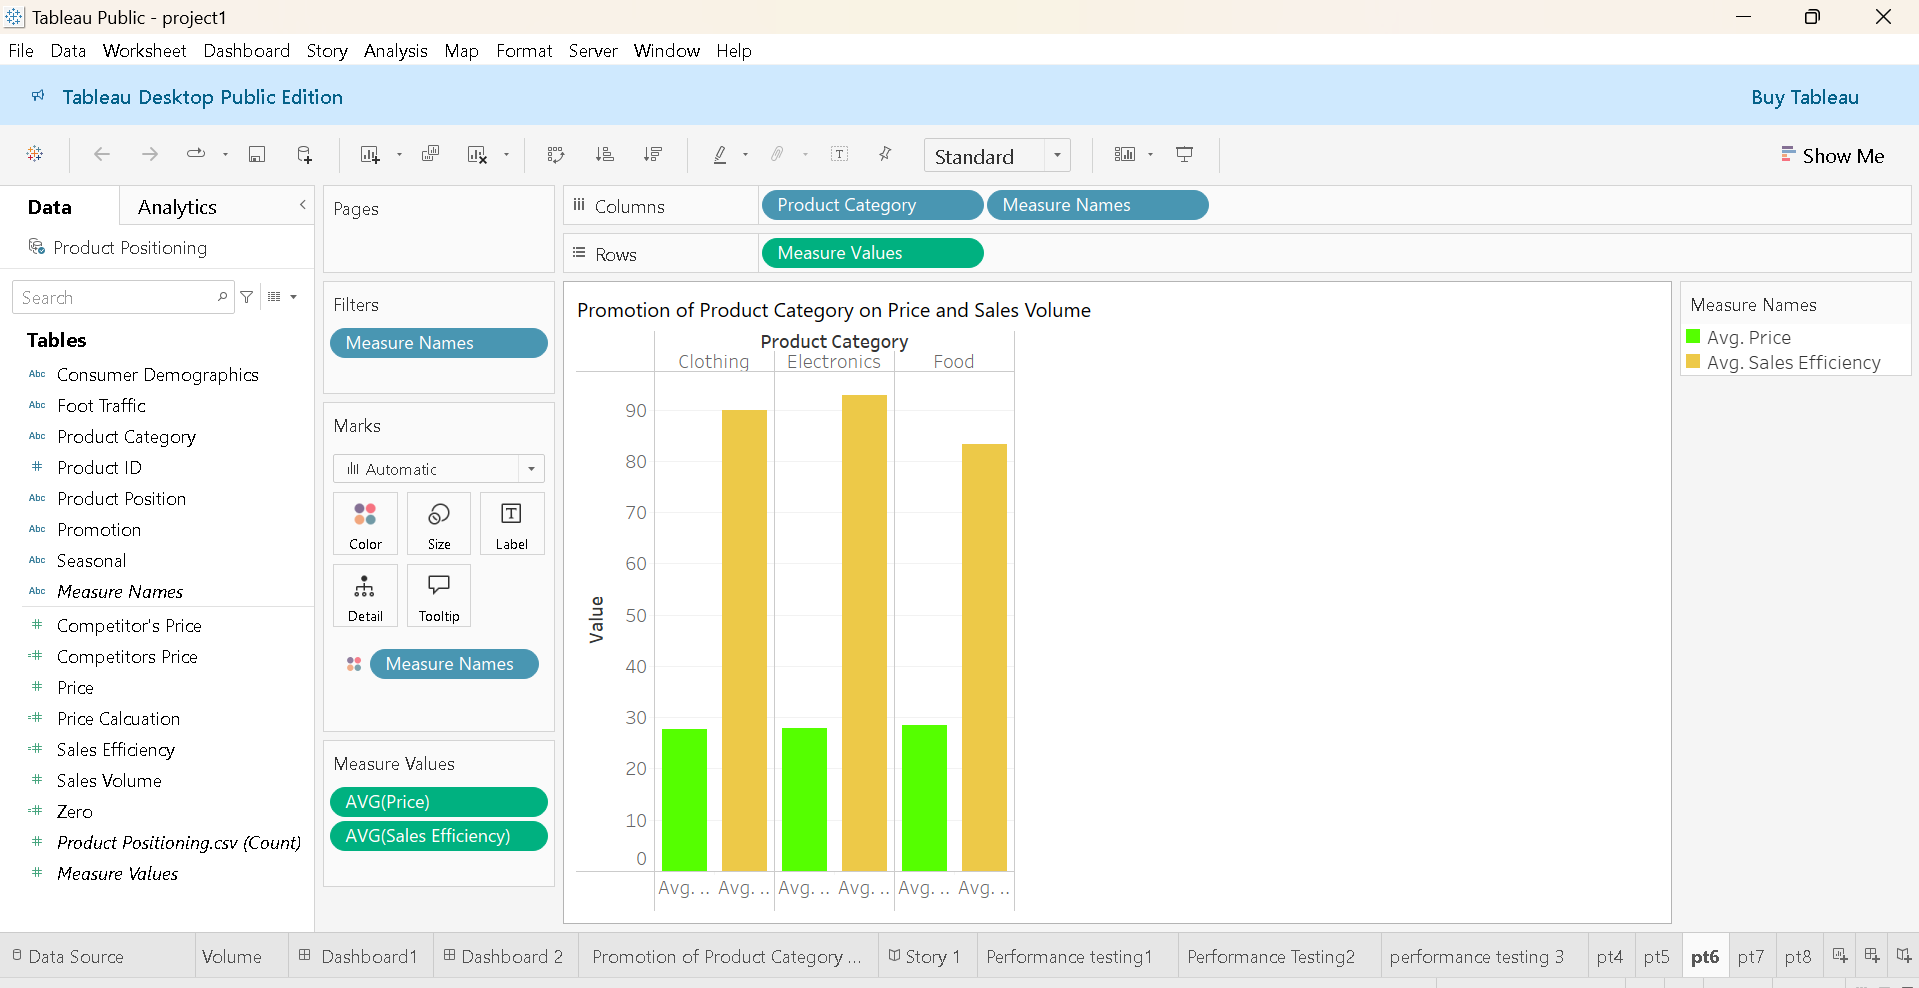 Tableau Public - project1
File Data Worksheet Dashboard Story Analysis Map Format Server Window Help
Tableau Desktop Public Edition
Buy Tableau
Standard
Show Me
Data Analytics
Product Positioning
Search
Tables
Abc Consumer Demographics
Abc Foot Traffic
Abc Product Category
# Product ID
Abc Product Position
Abc Promotion
Abc Seasonal
Abc Measure Names
# Competitor's Price
=# Competitors Price
# Price
=# Price Calcuation
=# Sales Efficiency
# Sales Volume
=# Zero
# Product Positioning.csv (Count)
# Measure Values
Pages
Filters
Measure Names
Marks
Automatic
Color Size Label
Detail Tooltip
Measure Names
Measure Values
AVG(Price)
AVG(Sales Efficiency)
Columns Product Category Measure Names
Rows Measure Values
Promotion of Product Category on Price and Sales Volume
Product Category
Clothing Electronics Food
90
80
70
60
50
40
30
20
10
0
Value
Avg. .. Avg. .. Avg. .. Avg. .. Avg. .. Avg. ..
Measure Names
Avg. Price
Avg. Sales Efficiency
Data Source Volume Dashboard1 Dashboard 2 Promotion of Product Category ... Story 1 Performance testing1 Performance Testing2 performance testing 3 pt4 pt5 pt6 pt7 pt8